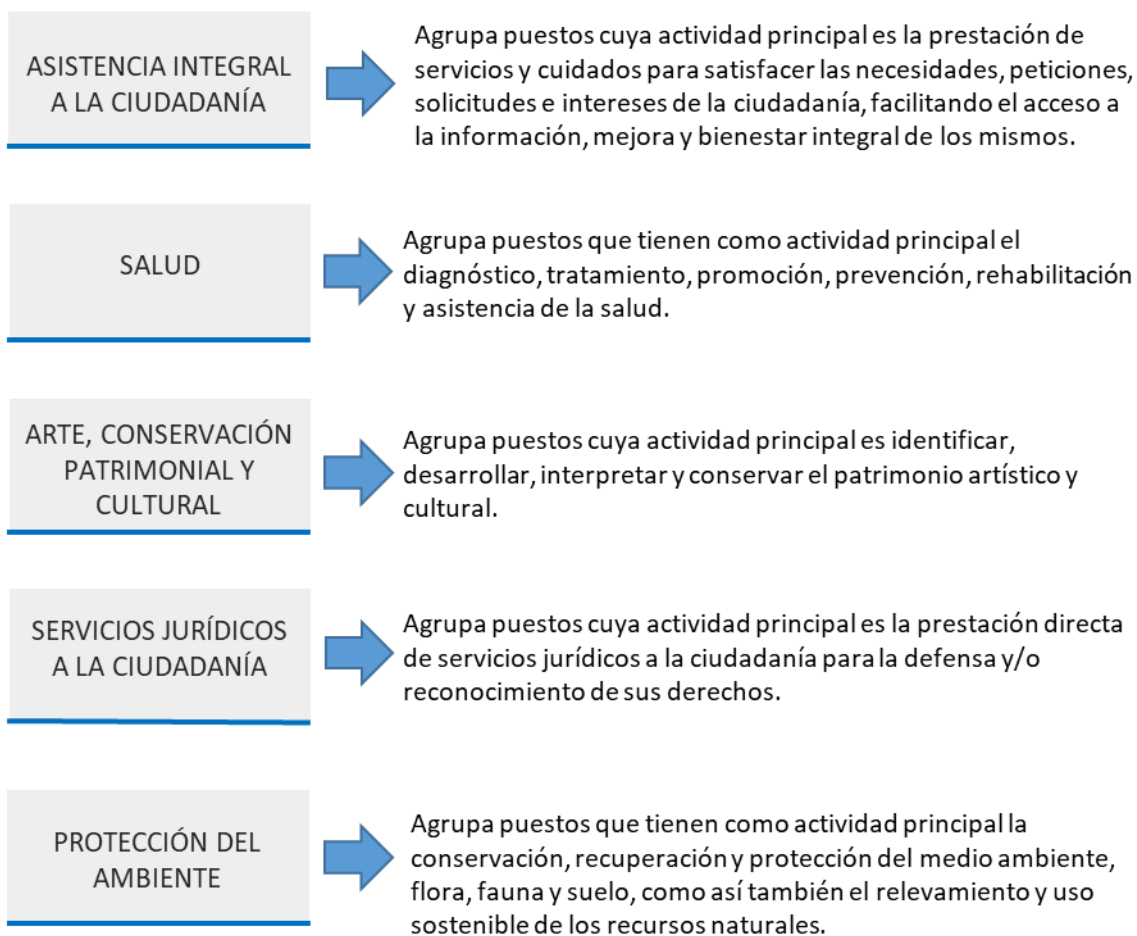 ASISTENCIA INTEGRAL
A LA CIUDADANÍA
Agrupa puestos cuya actividad principal es la prestación de
servicios y cuidados para satisfacer las necesidades, peticiones,
solicitudes e intereses de la ciudadanía, facilitando el acceso a
la información, mejora y bienestar integral de los mismos.
SALUD
Agrupa puestos que tienen como actividad principal el
diagnóstico, tratamiento, promoción, prevención, rehabilitación
y asistencia de la salud.
ARTE, CONSERVACIÓN
PATRIMONIAL Y
CULTURAL
Agrupa puestos cuya actividad principal es identificar,
desarrollar, interpretar y conservar el patrimonio artístico y
cultural.
SERVICIOS JURÍDICOS
A LA CIUDADANÍA
Agrupa puestos cuya actividad principal es la prestación directa
de servicios jurídicos a la ciudadanía para la defensa y/o
reconocimiento de sus derechos.
PROTECCIÓN DEL
AMBIENTE
Agrupa puestos que tienen como actividad principal la
conservación, recuperación y protección del medio ambiente,
flora, fauna y suelo, como así también el relevamiento y uso
sostenible de los recursos naturales.